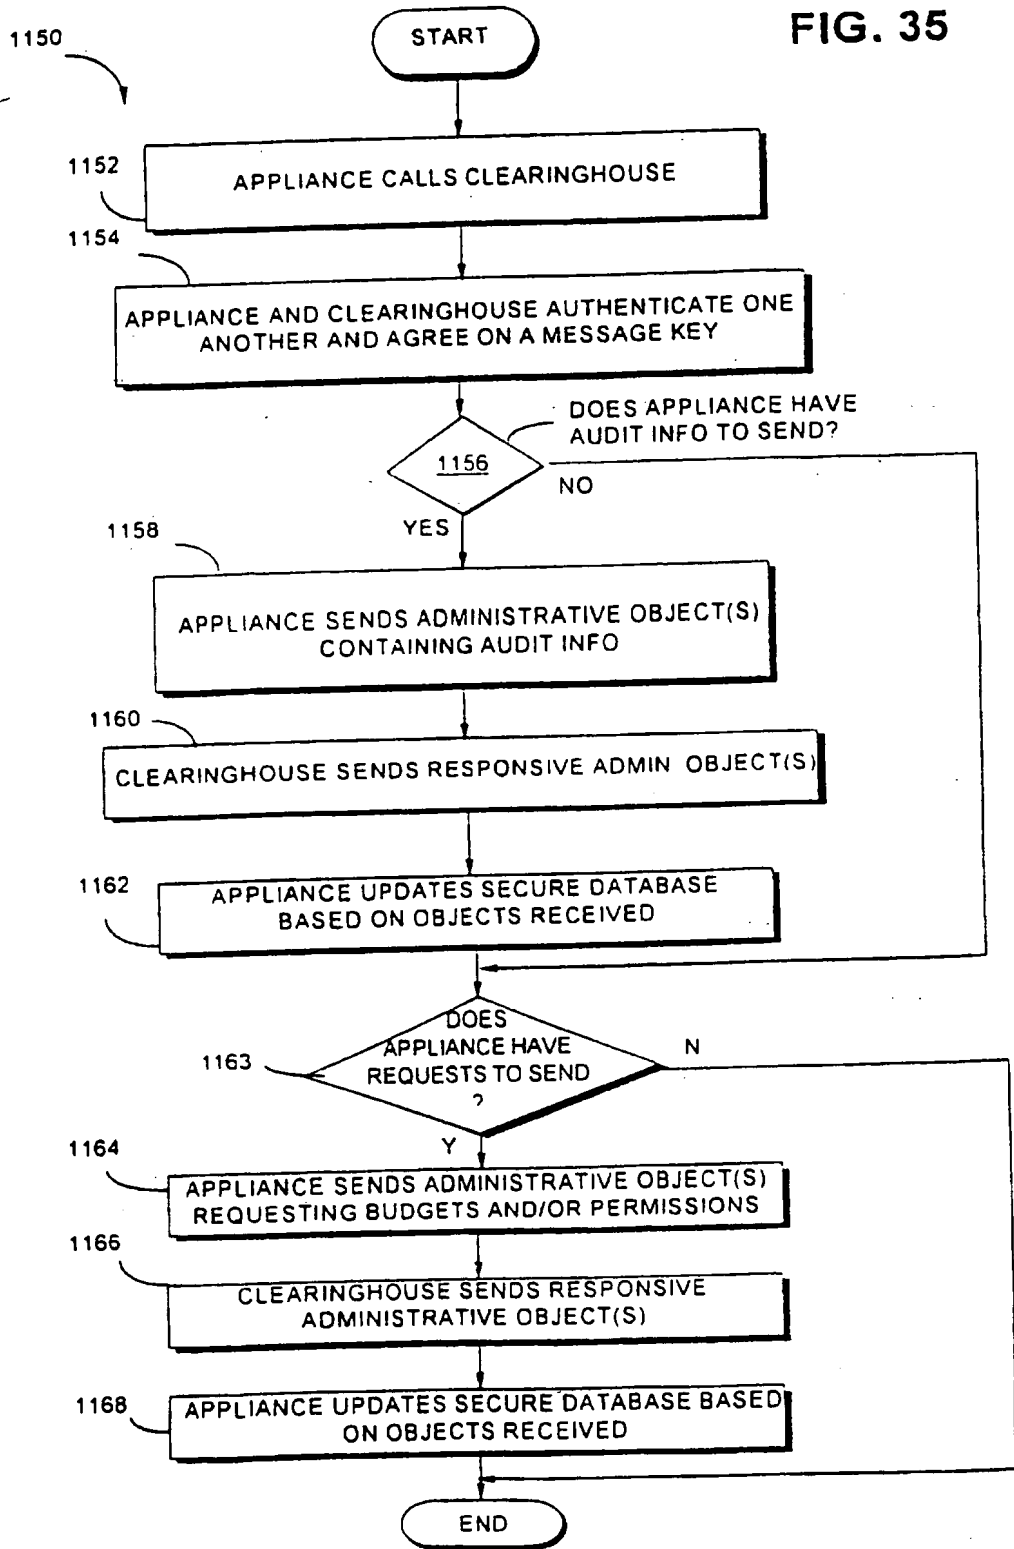 FIG. 35
1150
START
1152
APPLIANCE CALLS CLEARINGHOUSE
1154
APPLIANCE AND CLEARINGHOUSE AUTHENTICATE ONE
ANOTHER AND AGREE ON A MESSAGE KEY
DOES APPLIANCE HAVE
AUDIT INFO TO SEND?
1156
NO
YES
1158
APPLIANCE SENDS ADMINISTRATIVE OBJECT(S)
CONTAINING AUDIT INFO
1160
CLEARINGHOUSE SENDS RESPONSIVE ADMIN OBJECT(S)
1162
APPLIANCE UPDATES SECURE DATABASE
BASED ON OBJECTS RECEIVED
1163
DOES
APPLIANCE HAVE
REQUESTS TO SEND
?
N
Y
1164
APPLIANCE SENDS ADMINISTRATIVE OBJECT(S)
REQUESTING BUDGETS AND/OR PERMISSIONS
1166
CLEARINGHOUSE SENDS RESPONSIVE
ADMINISTRATIVE OBJECT(S)
1168
APPLIANCE UPDATES SECURE DATABASE BASED
ON OBJECTS RECEIVED
END